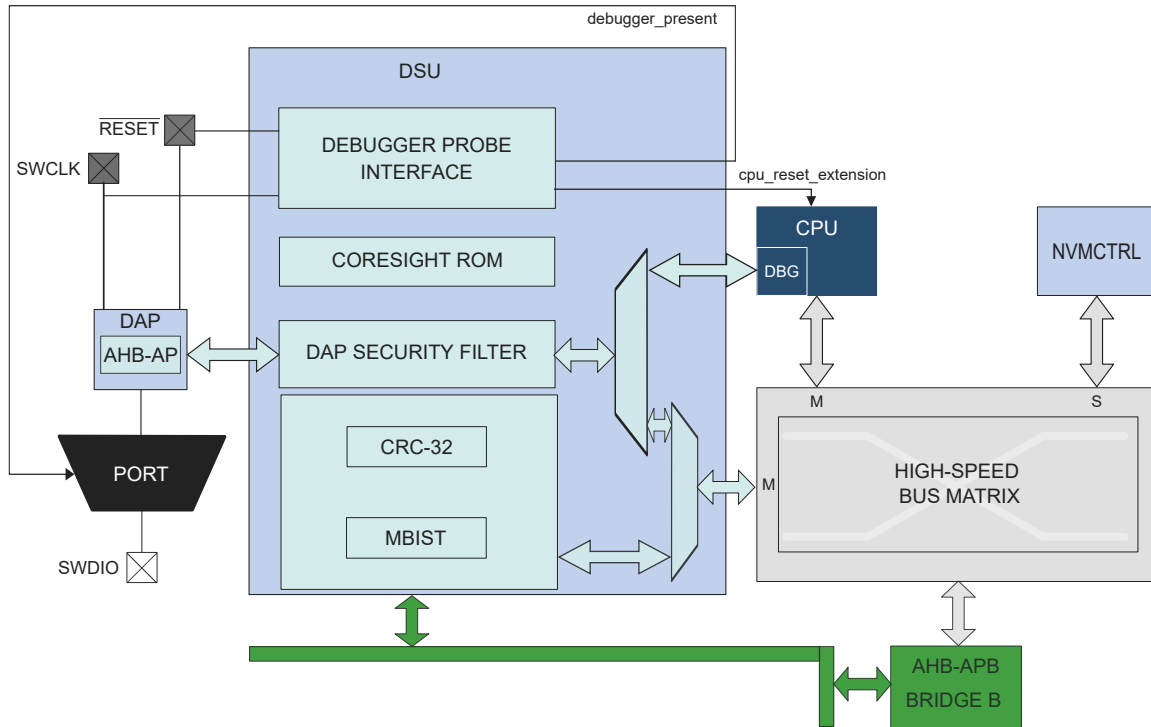 debugger_present
DSU
RESET
DEBUGGER PROBE
INTERFACE
SWCLK
cpu_reset_extension
CPU
DBG
NVMCTRL
CORESIGHT ROM
DAP
AHB-AP
DAP SECURITY FILTER
M
S
CRC-32
PORT
HIGH-SPEED
BUS MATRIX
M
MBIST
SWDIO
AHB-APB
BRIDGE B